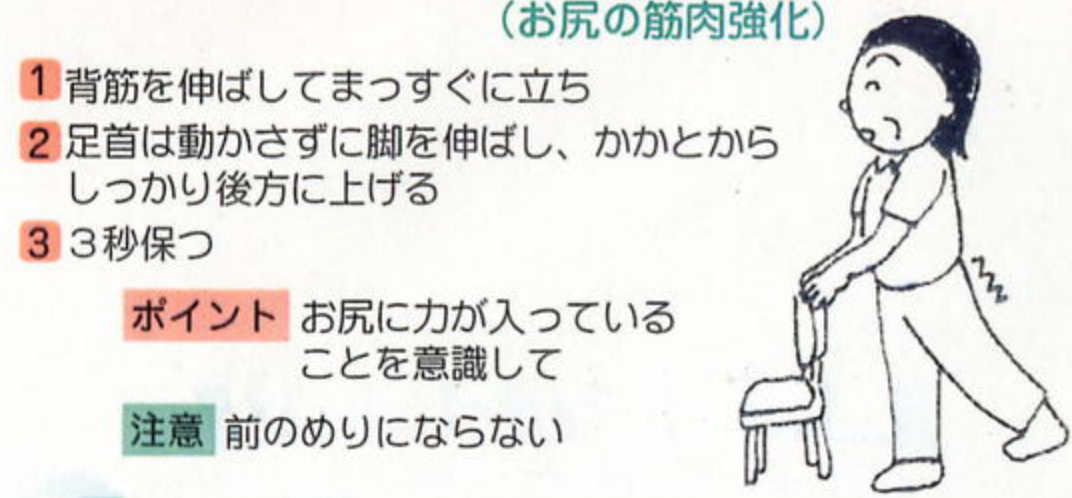 （お尻の筋肉強化）
1 背筋を伸ばしてまっすぐに立ち
2 足首は動かさずに脚を伸ばし、かかとから
しっかり後方に上げる
3 3秒保つ
ポイント お尻に力が入っている
ことを意識して
注意 前のめりにならない